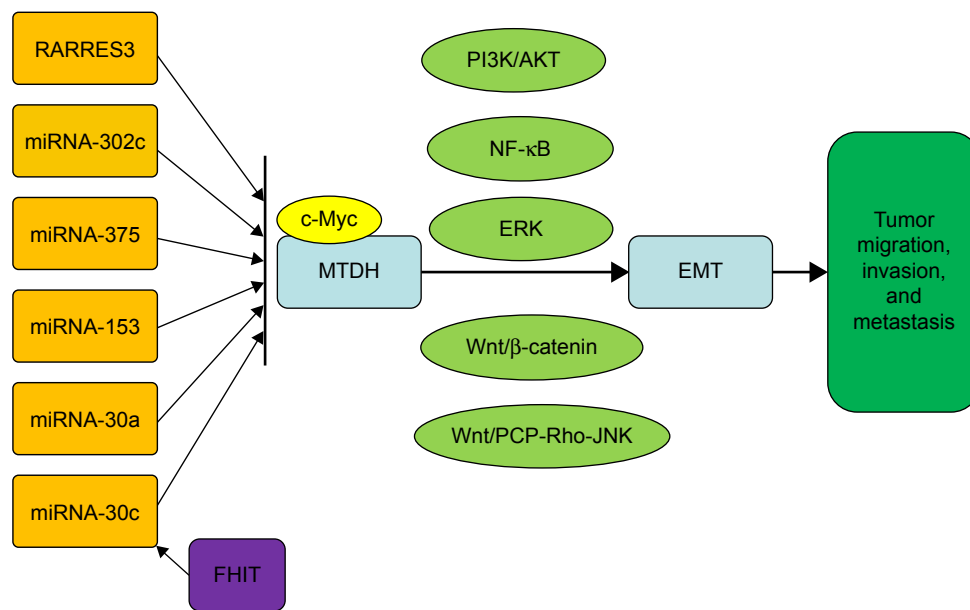 RARRES3
miRNA-302c
miRNA-375
miRNA-153
miRNA-30a
miRNA-30c
FHIT
c-Myc
MTDH
PI3K/AKT
NF-κB
ERK
Wnt/β-catenin
Wnt/PCP-Rho-JNK
EMT
Tumor
migration,
invasion,
and
metastasis